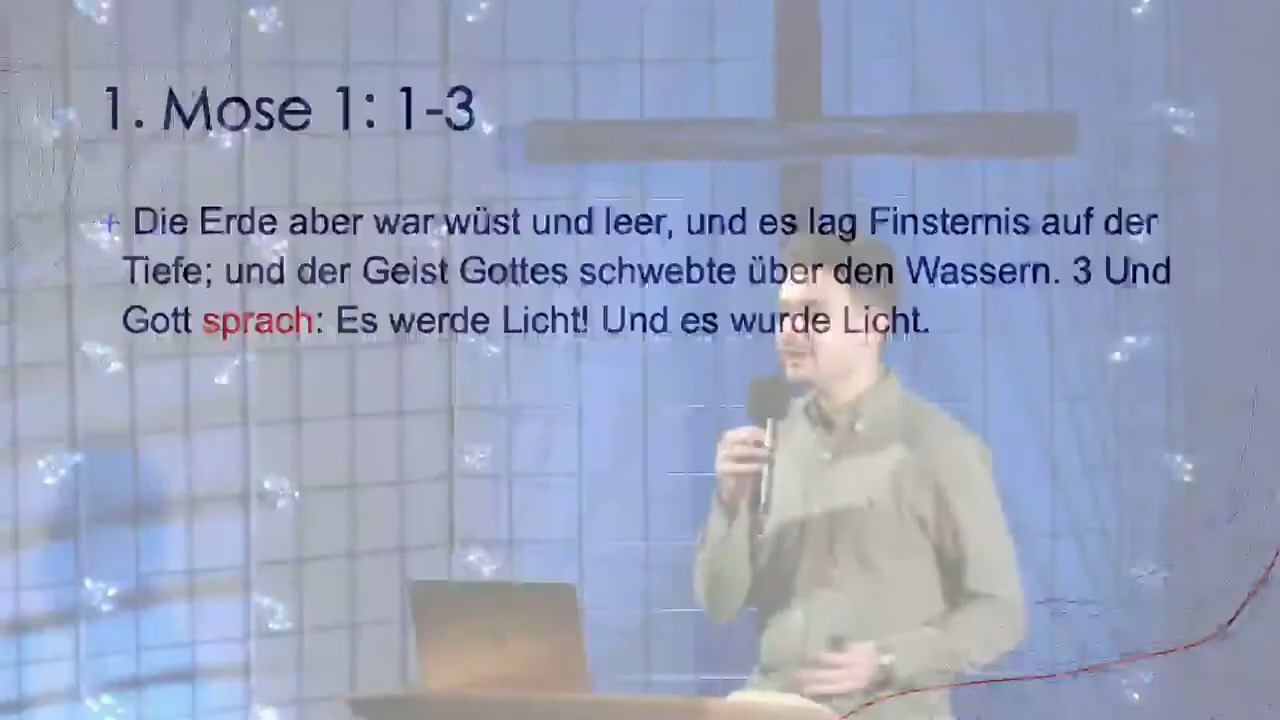 1. Mose 1: 1-3
+ Die Erde aber war wüst und leer, und es lag Finsternis auf der
Tiefe; und der Geist Gottes schwebte über den Wassern. 3 Und
Gott sprach: Es werde Licht! Und es wurde Licht.